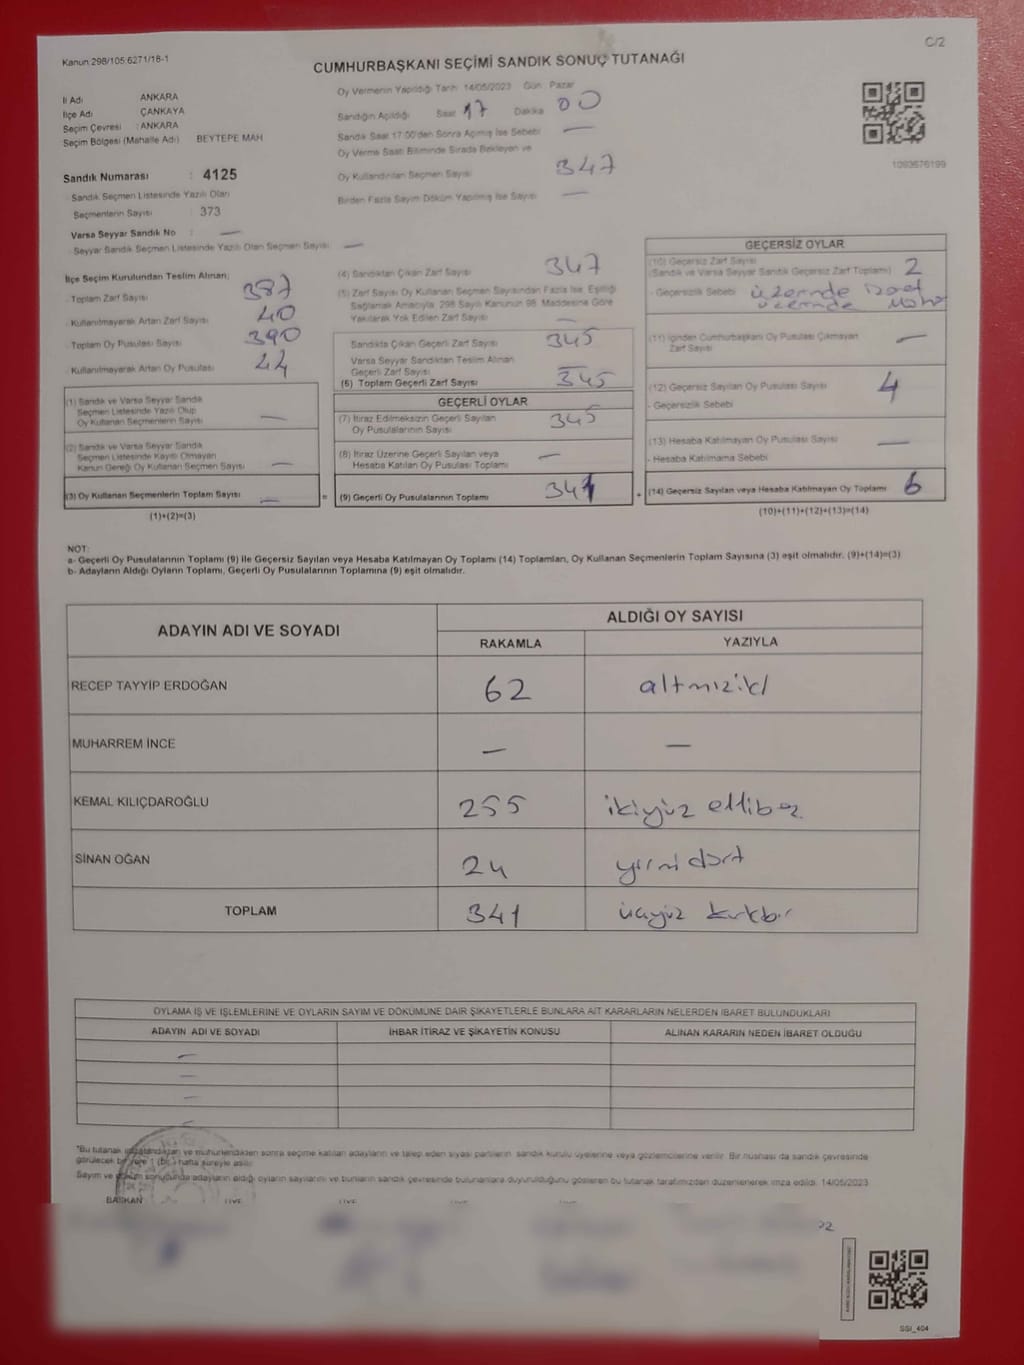 Kanun 298/105 6271/18-1
C/2
CUMHURBAŞKANI SEÇİMİ SANDIK SONUÇ TUTANAĞI
İl Adı ANKARA
İlçe Adı ÇANKAYA
Seçim Çevresi : ANKARA
Seçim Bölgesi (Mahalle Adı) BEYTEPE MAH
Sandık Numarası : 4125
Sandık Seçmen Listesinde Yazılı Olan
Seçmenlerin Sayısı : 373
Varsa Seyyar Sandık No : —
- Seyyar Sandık Seçmen Listesinde Yazılı Olan Seçmen Sayısı —
Oy Vermenin Yapıldığı Tarih 14/05/2023 Gün Pazar
Sandığın Açıldığı Saat 17 Dakika 00
Sandık Saat 17:00'den Sonra Açılmış İse Sebebi —
Oy Verme Saati Bitiminde Sırada Bekleyen ve
Oy Kullandırılan Seçmen Sayısı 347
Birden Fazla Sayım Döküm Yapılmış İse Sayısı —
1093676199
İlçe Seçim Kurulundan Teslim Alınan;
- Toplam Zarf Sayısı 387
- Kullanılmayarak Artan Zarf Sayısı 40
- Toplam Oy Pusulası Sayısı 390
- Kullanılmayarak Artan Oy Pusulası 44
(1) Sandık ve Varsa Seyyar Sandık
Seçmen Listesinde Yazılı Olup
Oy Kullanan Seçmenlerin Sayısı —
(2) Sandık ve Varsa Seyyar Sandık
Seçmen Listesinde Kayıtlı Olmayan
Kanun Gereği Oy Kullanan Seçmen Sayısı —
(3) Oy Kullanan Seçmenlerin Toplam Sayısı — =
(1)+(2)=(3)
(4) Sandıktan Çıkan Zarf Sayısı 347
(5) Zarf Sayısı Oy Kullanan Seçmen Sayısından Fazla İse, Eşitliği
Sağlamak Amacıyla, 298 Sayılı Kanunun 98. Maddesine Göre
Yakılarak Yok Edilen Zarf Sayısı —
Sandıkta Çıkan Geçerli Zarf Sayısı 345
Varsa Seyyar Sandıktan Teslim Alınan
Geçerli Zarf Sayısı —
(6) Toplam Geçerli Zarf Sayısı 345
GEÇERLİ OYLAR
(7) İtiraz Edilmeksizin Geçerli Sayılan
Oy Pusulalarının Sayısı 345
(8) İtiraz Üzerine Geçerli Sayılan veya
Hesaba Katılan Oy Pusulası Toplamı —
(9) Geçerli Oy Pusulalarının Toplamı 341 +
GEÇERSİZ OYLAR
(10) Geçersiz Zarf Sayısı
(Sandık ve Varsa Seyyar Sandık Geçersiz Zarf Toplamı) 2
- Geçersizlik Sebebi üzerinde
üzerinde
(11) İçinden Cumhurbaşkanı Oy Pusulası Çıkmayan
Zarf Sayısı —
(12) Geçersiz Sayılan Oy Pusulası Sayısı 4
- Geçersizlik Sebebi
(13) Hesaba Katılmayan Oy Pusulası Sayısı —
- Hesaba Katılmama Sebebi
(14) Geçersiz Sayılan veya Hesaba Katılmayan Oy Toplamı 6
(10)+(11)+(12)+(13)=(14)
NOT:
a- Geçerli Oy Pusulalarının Toplamı (9) ile Geçersiz Sayılan veya Hesaba Katılmayan Oy Toplamı (14) Toplamları, Oy Kullanan Seçmenlerin Toplam Sayısına (3) eşit olmalıdır. (9)+(14)=(3)
b- Adayların Aldığı Oyların Toplamı, Geçerli Oy Pusulalarının Toplamına (9) eşit olmalıdır.
ADAYIN ADI VE SOYADI
ALDIĞI OY SAYISI
RAKAMLA YAZIYLA
RECEP TAYYİP ERDOĞAN 62 altmışiki
MUHARREM İNCE — —
KEMAL KILIÇDAROĞLU 255 ikiyüz ellibeş
SİNAN OĞAN 24 yirmi dört
TOPLAM 341 üçyüz kırkbir
OYLAMA İŞ VE İŞLEMLERİNE VE OYLARIN SAYIM VE DÖKÜMÜNE DAİR ŞİKAYETLERLE BUNLARA AİT KARARLARIN NELERDEN İBARET BULUNDUKLARI
ADAYIN ADI VE SOYADI İHBAR İTİRAZ VE ŞİKAYETİN KONUSU ALINAN KARARIN NEDEN İBARET OLDUĞU
—
—
—
—
"Bu tutanak imzalandıktan ve mühürlendikten sonra seçime katılan adayların ve talep eden siyasi partilerin sandık kurulu üyelerine veya gözlemcilerine verilir. Bir nüshası da sandık çevresinde
görülecek bir yere 1 (bir) hafta süreyle asılır.
Sayım ve döküm sonucunda adayların aldığı oyların sayılarını ve bunların sandık çevresinde bulunanlara duyurulduğunu gösteren bu tutanak tarafımızdan düzenlenerek imza edildi. 14/05/2023
BAŞKAN ÜYE ÜYE
SSI_404